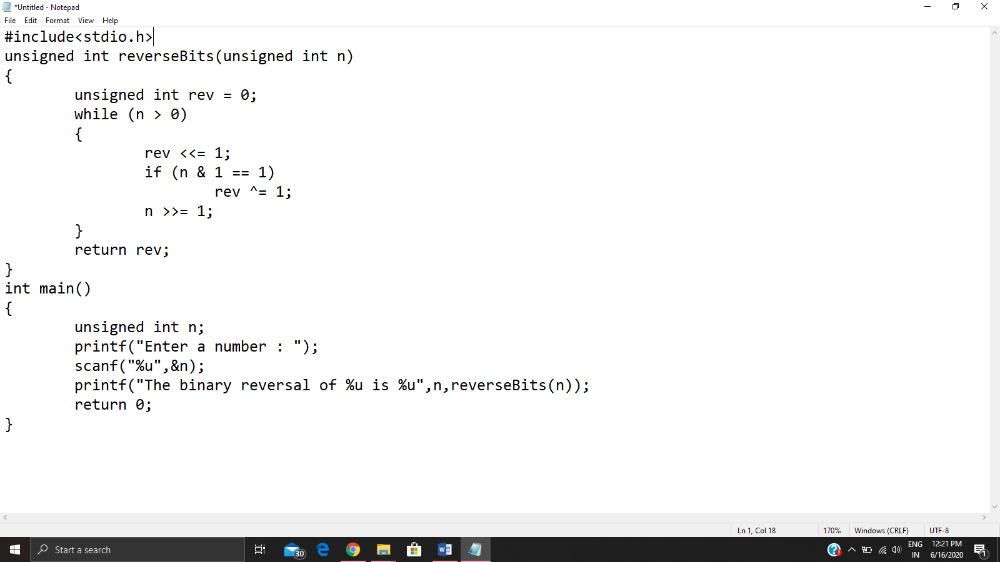 *Untitled - Notepad
File Edit Format View Help
#include<stdio.h>
unsigned int reverseBits(unsigned int n)
{
unsigned int rev = 0;
while (n > 0)
{
rev <<= 1;
if (n & 1 == 1)
rev ^= 1;
n >>= 1;
}
return rev;
}
int main()
{
unsigned int n;
printf("Enter a number : ");
scanf("%u",&n);
printf("The binary reversal of %u is %u",n,reverseBits(n));
return 0;
}
Ln 1, Col 18 170% Windows (CRLF) UTF-8
Start a search 30 ENG 12:21 PM
IN 6/16/2020 1